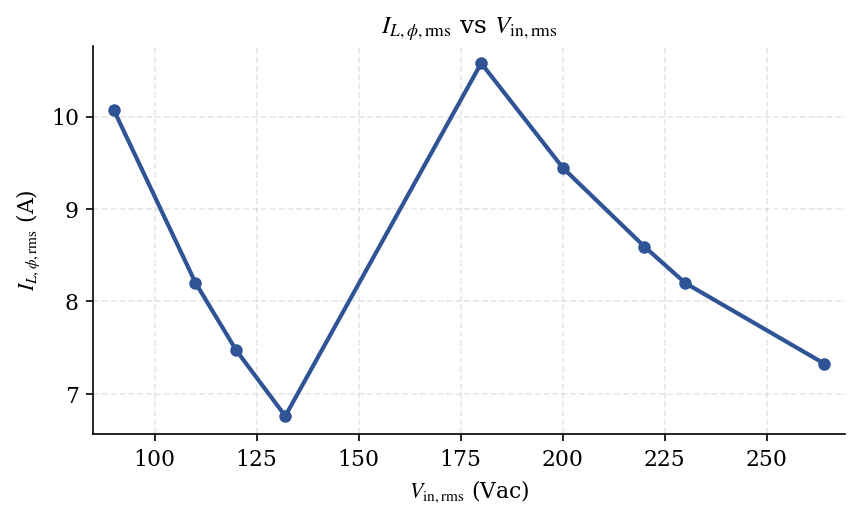 I_{L,ϕ,rms} vs V_{in,rms}
I_{L,ϕ,rms} (A)
10
9
8
7
100 125 150 175 200 225 250
V_{in,rms} (Vac)